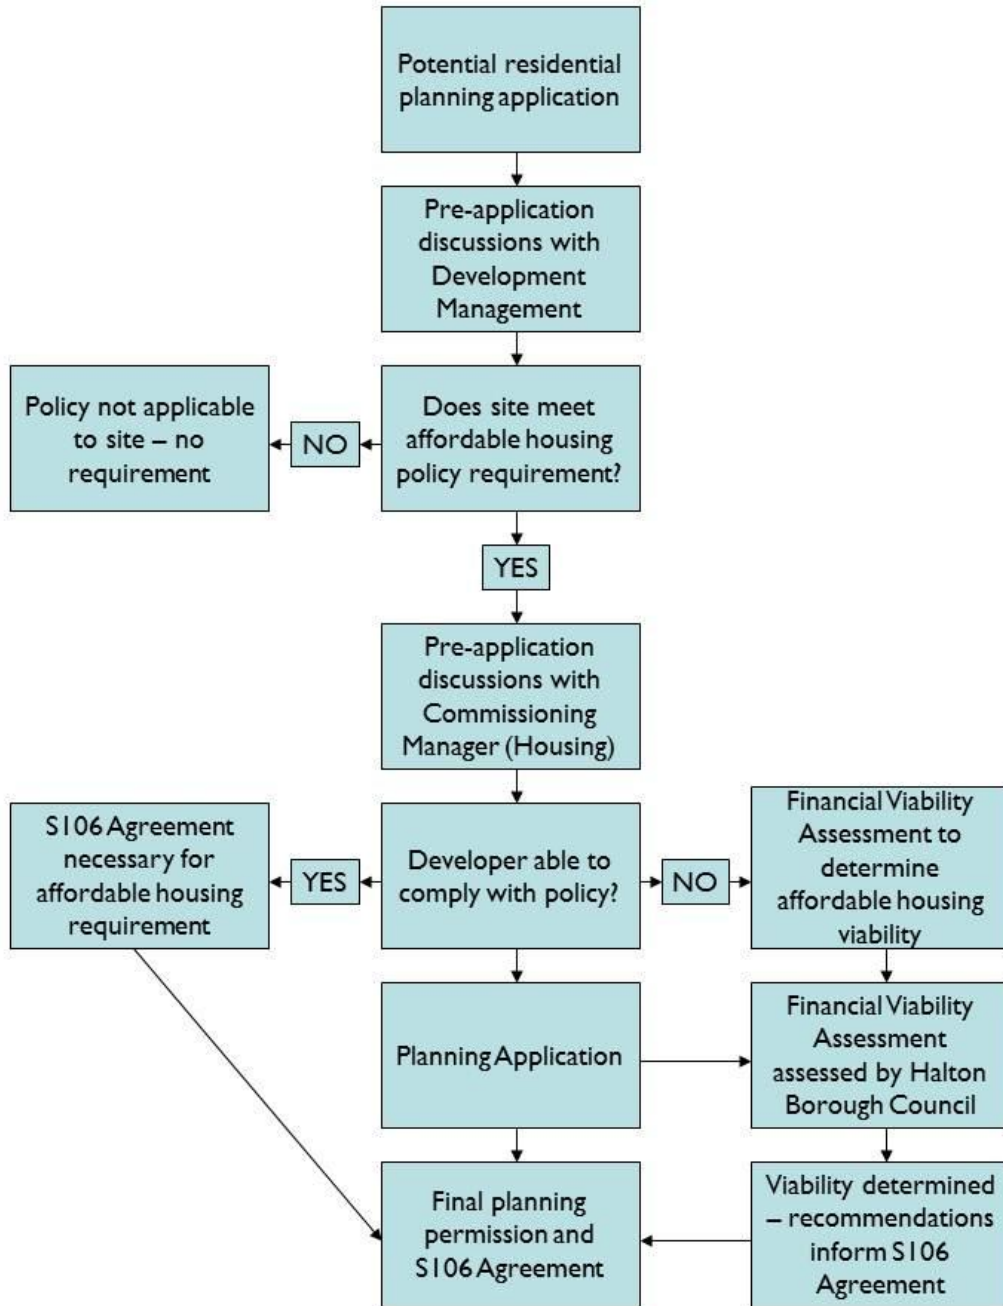 Potential residential
planning application
Pre-application
discussions with
Development
Management
Policy not applicable
to site – no
requirement
NO
Does site meet
affordable housing
policy requirement?
YES
Pre-application
discussions with
Commissioning
Manager (Housing)
S106 Agreement
necessary for
affordable housing
requirement
YES
Developer able to
comply with policy?
NO
Financial Viability
Assessment to
determine
affordable housing
viability
Planning Application
Financial Viability
Assessment
assessed by Halton
Borough Council
Final planning
permission and
S106 Agreement
Viability determined
– recommendations
inform S106
Agreement